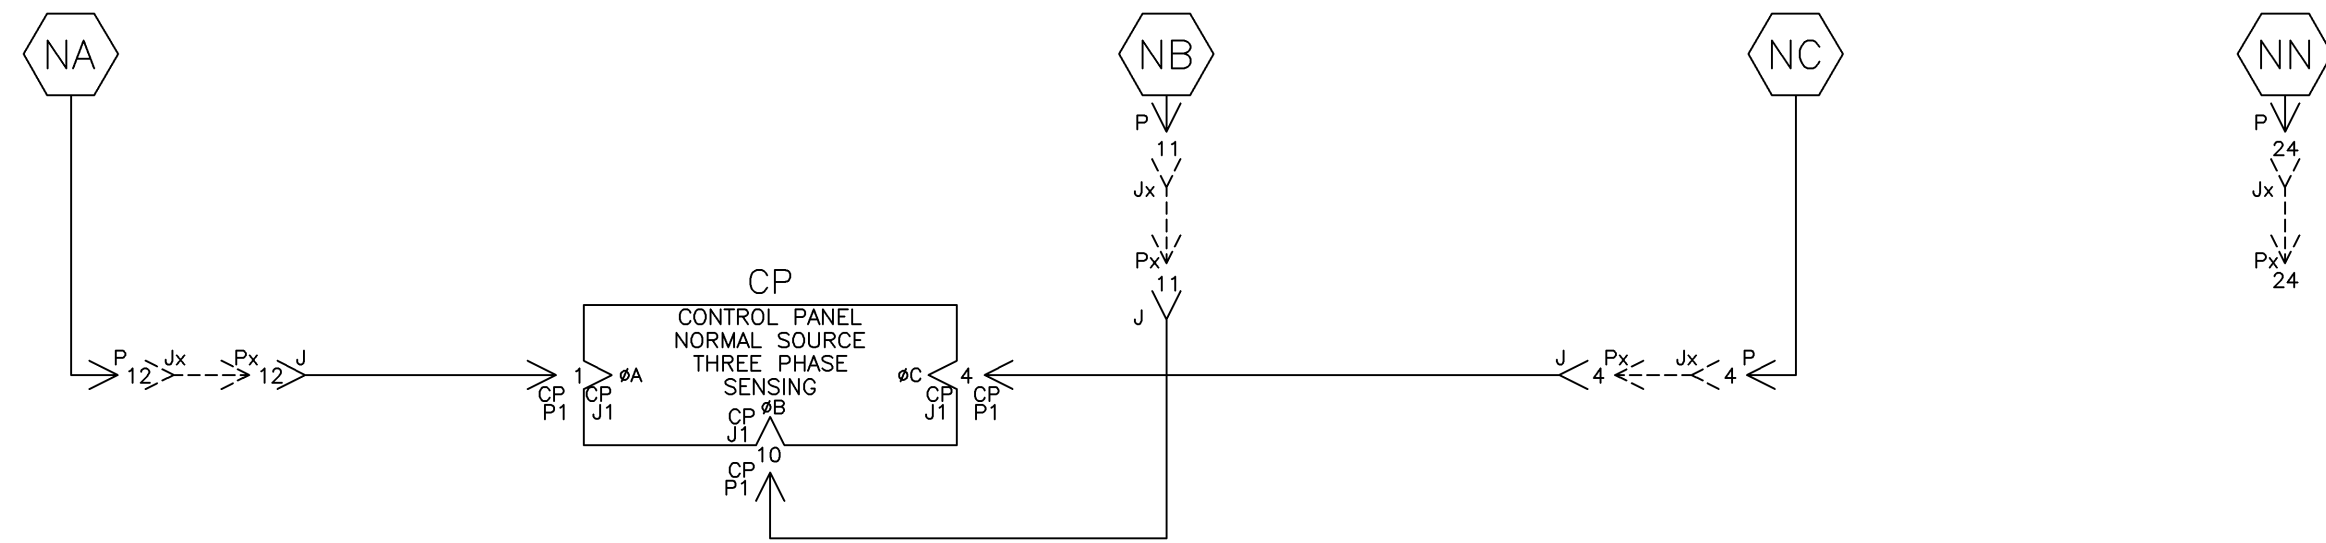 NA
NB
NC
NN
P
P
11
24
Jx
Jx
Px
Px
11
24
CP
CONTROL PANEL
NORMAL SOURCE
THREE PHASE
SENSING
J
P Jx Px J
12 12
1 øA
øC 4
J Px Jx P
4 4
CP CP
P1 J1
CP CP
J1 P1
øB
CP
J1
10
CP
P1